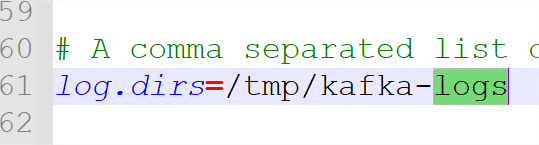 59
60 # A comma separated list
61 log.dirs=/tmp/kafka-logs
62